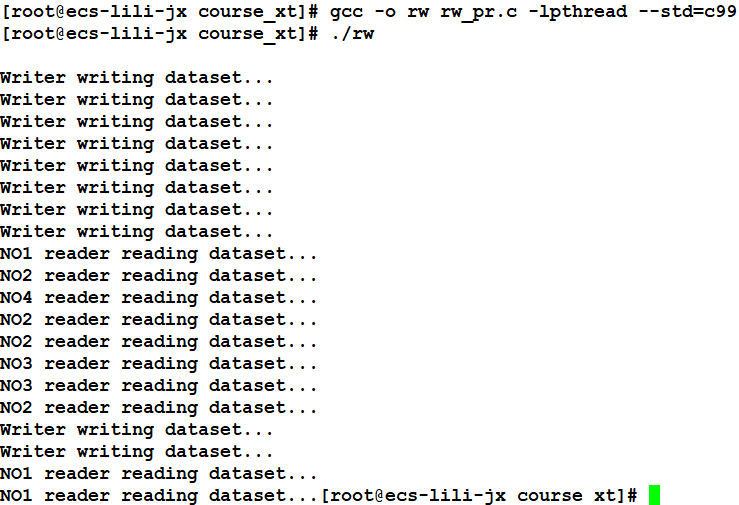 [root@ecs-lili-jx course_xt]# gcc -o rw rw_pr.c -lpthread --std=c99
[root@ecs-lili-jx course_xt]# ./rw
Writer writing dataset...
Writer writing dataset...
Writer writing dataset...
Writer writing dataset...
Writer writing dataset...
Writer writing dataset...
Writer writing dataset...
Writer writing dataset...
NO1 reader reading dataset...
NO2 reader reading dataset...
NO4 reader reading dataset...
NO2 reader reading dataset...
NO2 reader reading dataset...
NO3 reader reading dataset...
NO3 reader reading dataset...
NO2 reader reading dataset...
Writer writing dataset...
Writer writing dataset...
NO1 reader reading dataset...
NO1 reader reading dataset...[root@ecs-lili-jx course xt]#